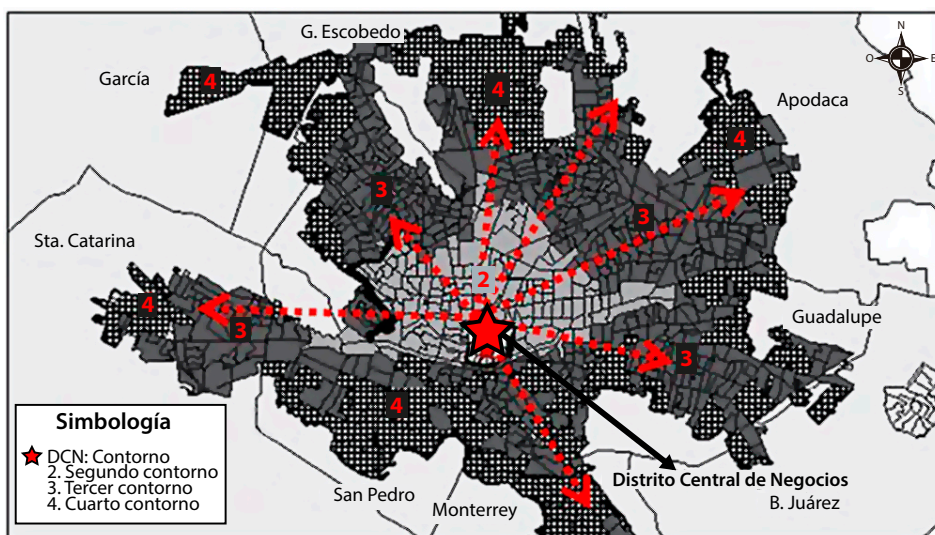 G. Escobedo
García
4
4
N
O
E
S
Apodaca
4
3
3
Sta. Catarina
2
4
3
Guadalupe
3
4
Simbología
DCN: Contorno
2. Segundo contorno
3. Tercer contorno
4. Cuarto contorno
San Pedro
Monterrey
Distrito Central de Negocios
B. Juárez